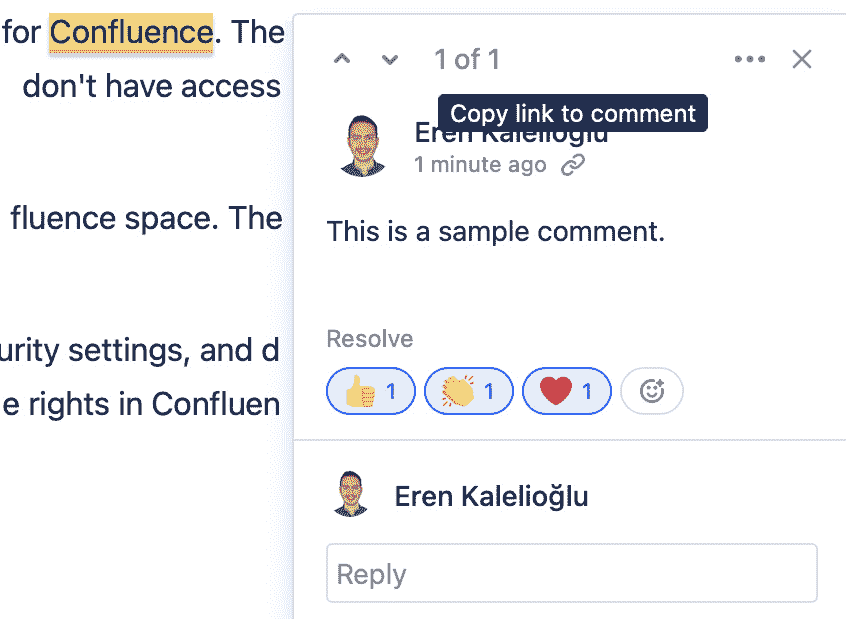 for Confluence. The
don't have access
fluence space. The
urity settings, and d
e rights in Confluen
1 of 1
Copy link to comment
Eren Kalelioğlu
1 minute ago
This is a sample comment.
Resolve
1
1
1
Eren Kalelioğlu
Reply